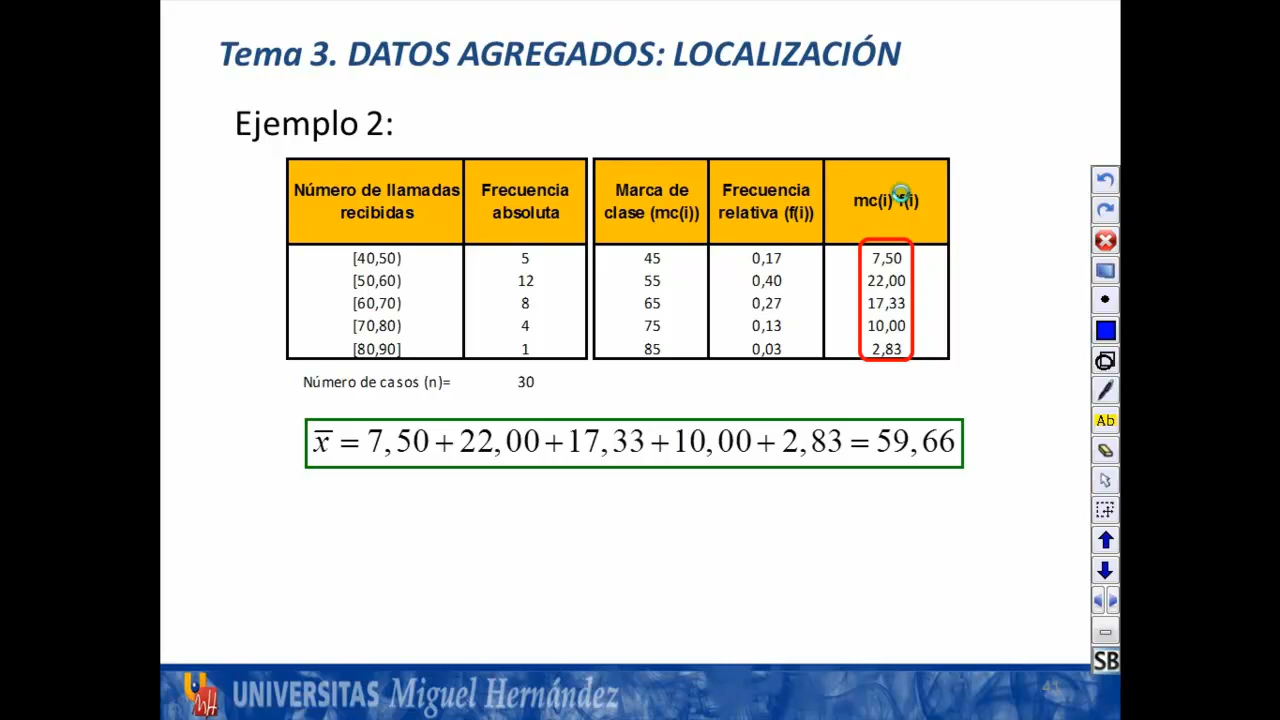 Tema 3. DATOS AGREGADOS: LOCALIZACIÓN
Ejemplo 2:
Número de llamadas recibidas | Frecuencia absoluta | Marca de clase (mc(i)) | Frecuencia relativa (f(i)) | mc(i) f(i)
[40,50) 5 45 0,17 7,50
[50,60) 12 55 0,40 22,00
[60,70) 8 65 0,27 17,33
[70,80) 4 75 0,13 10,00
[80,90] 1 85 0,03 2,83
Número de casos (n)= 30
x̅ = 7,50+22,00+17,33+10,00+2,83=59,66
Ab
SB
UNIVERSITAS Miguel Hernández
41